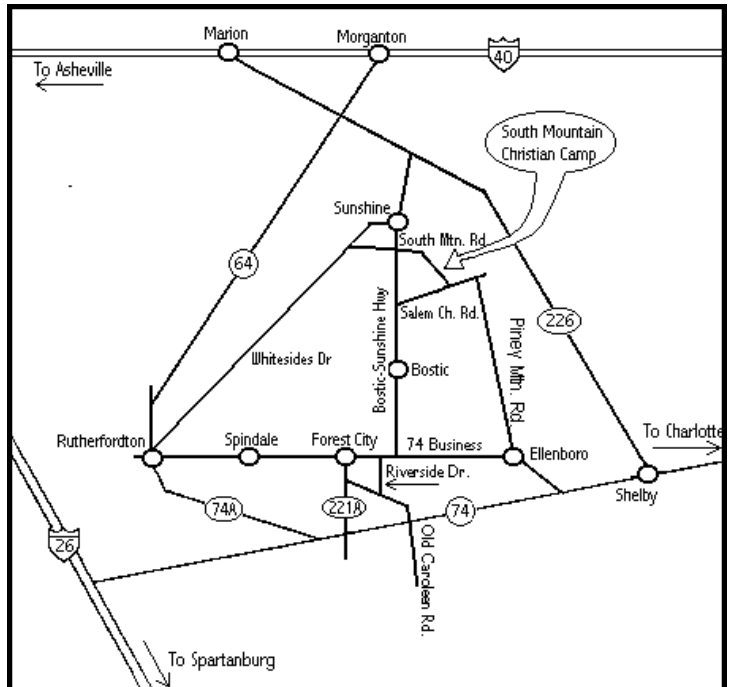 Marion
Morganton
40
To Asheville
South Mountain
Christian Camp
Sunshine
South Mtn. Rd.
64
Salem Ch. Rd.
226
Piney Mtn. Rd
Whitesides Dr
Bostic-Sunshine Hwy
Bostic
To Charlotte
Rutherfordton
Spindale
Forest City
74 Business
Ellenboro
Riverside Dr.
Shelby
74A
221A
74
26
Old Caroleen Rd.
To Spartanburg